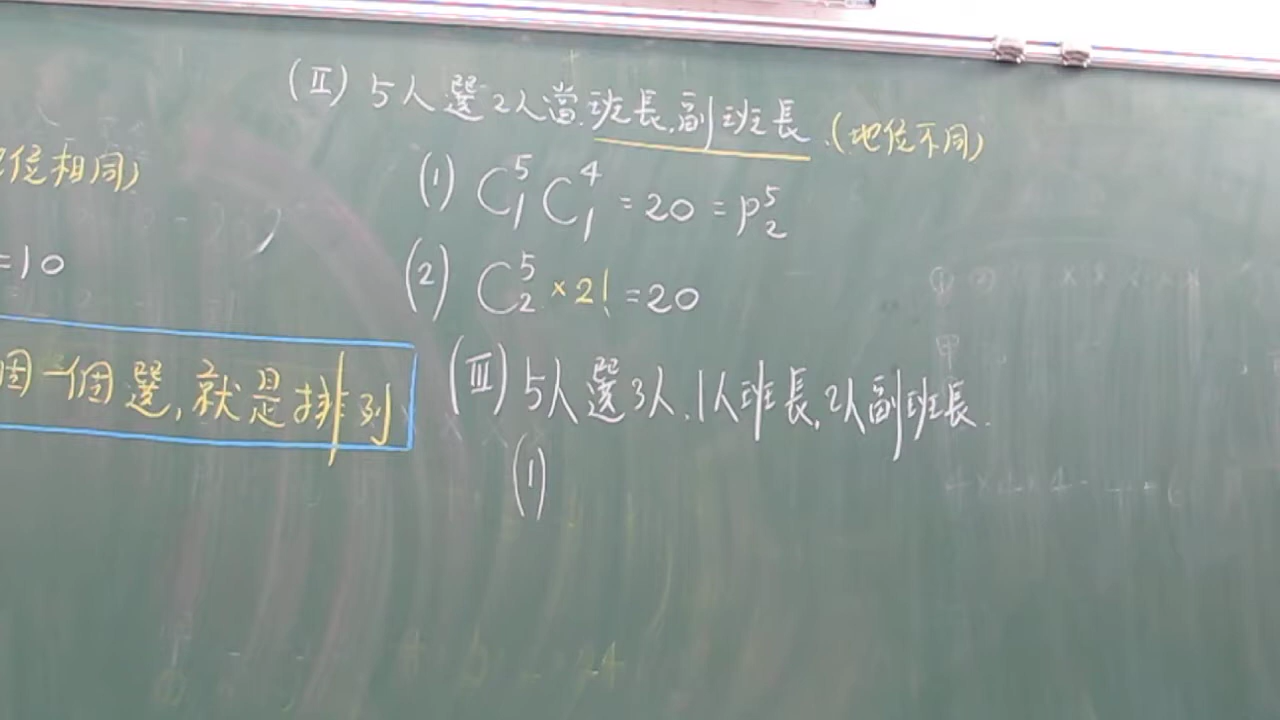 位相同)
=10
個一個選,就是排列
(II) 5人選2人當班長,副班長.(地位不同)
(1) C⁵₁ C⁴₁ = 20 = P⁵₂
(2) C⁵₂ × 2! = 20
(III) 5人選3人,1人班長,2人副班長.
(1)